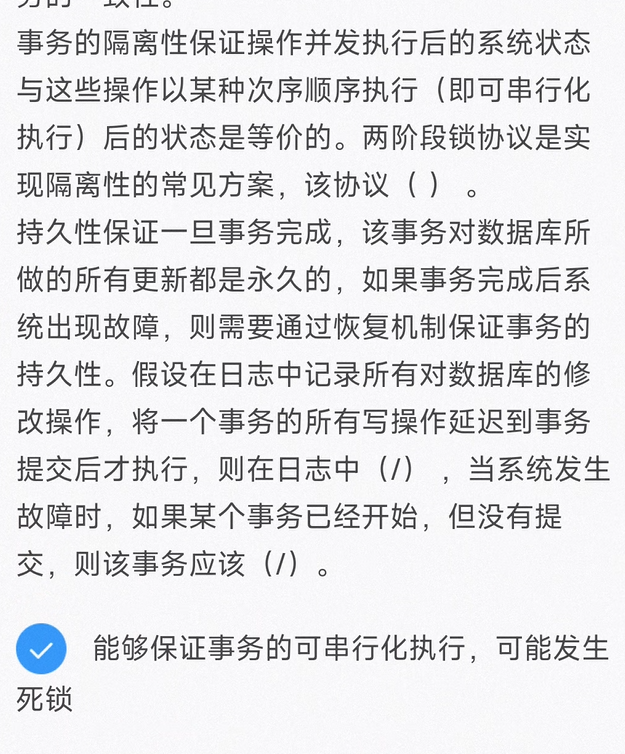 务的一致性。
事务的隔离性保证操作并发执行后的系统状态
与这些操作以某种次序顺序执行（即可串行化
执行）后的状态是等价的。两阶段锁协议是实
现隔离性的常见方案，该协议（ ） 。
持久性保证一旦事务完成，该事务对数据库所
做的所有更新都是永久的，如果事务完成后系
统出现故障，则需要通过恢复机制保证事务的
持久性。假设在日志中记录所有对数据库的修
改操作，将一个事务的所有写操作延迟到事务
提交后才执行，则在日志中（/） ，当系统发生
故障时，如果某个事务已经开始，但没有提
交，则该事务应该（/）。
能够保证事务的可串行化执行，可能发生
死锁